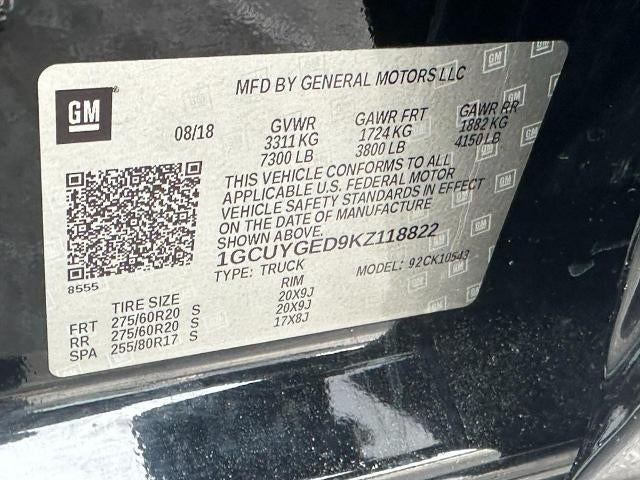 GM
MFD BY GENERAL MOTORS LLC
08/18 GVWR GAWR FRT GAWR RR
3311 KG 1724 KG 1882 KG
7300 LB 3800 LB 4150 LB
THIS VEHICLE CONFORMS TO ALL
APPLICABLE U.S. FEDERAL MOTOR
VEHICLE SAFETY STANDARDS IN EFFECT
ON THE DATE OF MANUFACTURE
SHOWN ABOVE.
1GCUYGED9KZ118822
TYPE: TRUCK MODEL: 92CK10543
8555
TIRE SIZE RIM
FRT 275/60R20 S 20X9J
RR 275/60R20 S 20X9J
SPA 255/80R17 S 17X8J